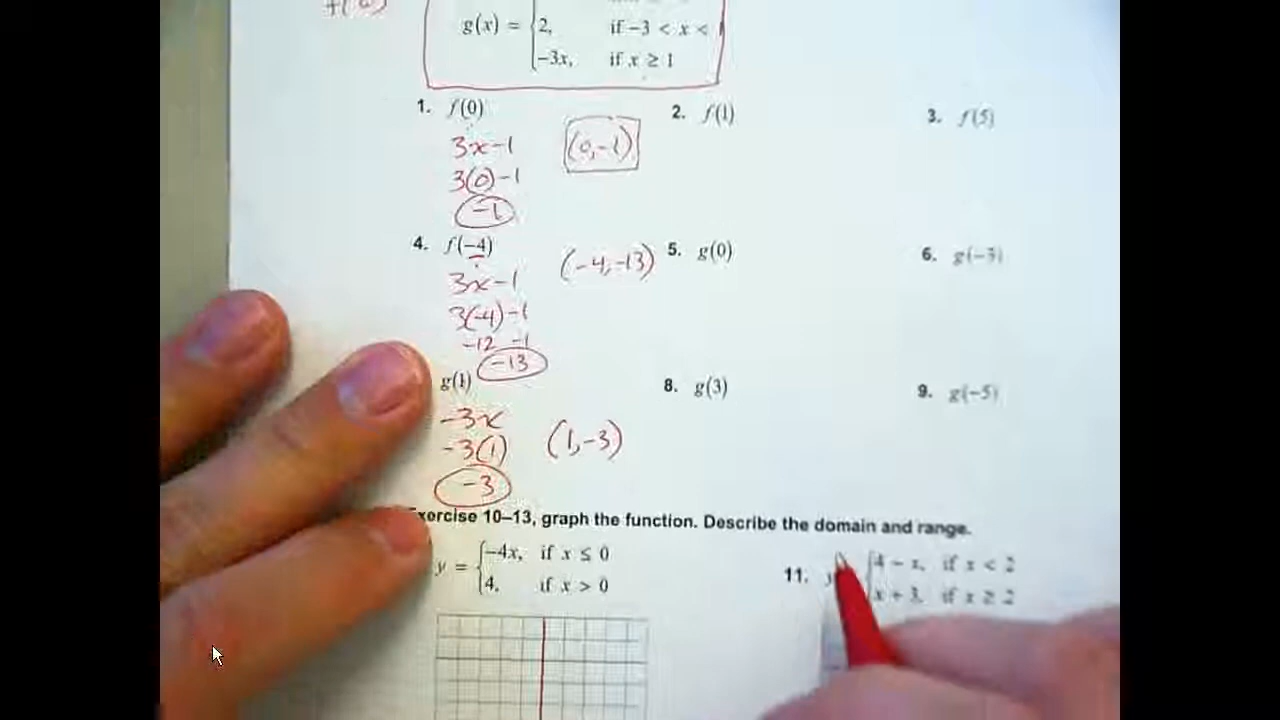 g(x) = 2, if −3 < x <
−3x, if x ≥ 1
1. f(0)
3x−1
3(0)−1
−1
(0,−1)
2. f(1)
3. f(5)
4. f(−4)
3x−1
3(−4)−1
−12 −1
−13
(−4,−13)
5. g(0)
6. g(−3)
g(1)
−3x
−3(1)
−3
(1,−3)
8. g(3)
9. g(−5)
10–13, graph the function. Describe the domain and range.
y = −4x, if x ≤ 0
4, if x > 0
11.
4 − x, if x < 2
x + 3, if x ≥ 2